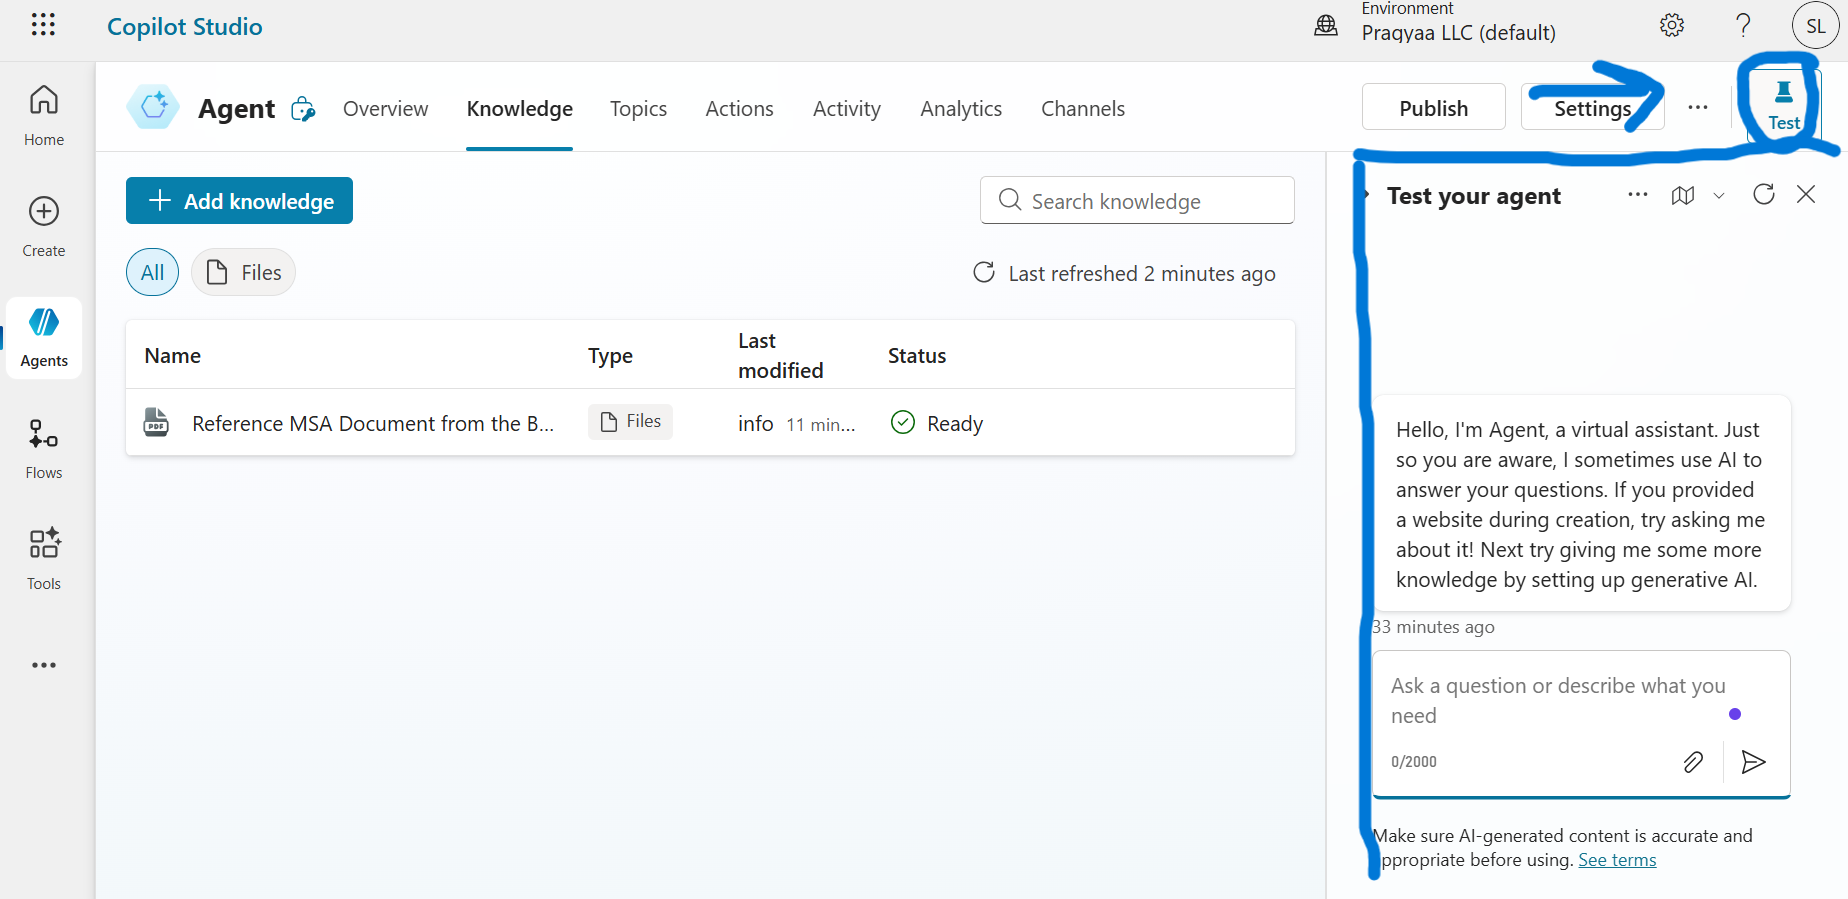 Copilot Studio
Environment
Pragyaa LLC (default)
SL
Home
Create
Agents
Flows
Tools
Agent
Overview
Knowledge
Topics
Actions
Activity
Analytics
Channels
Publish
Settings
Test
Add knowledge
Search knowledge
All
Files
Last refreshed 2 minutes ago
Name
Type
Last
modified
Status
PDF
Reference MSA Document from the B...
Files
info 11 min...
Ready
Test your agent
Hello, I'm Agent, a virtual assistant. Just
so you are aware, I sometimes use AI to
answer your questions. If you provided
a website during creation, try asking me
about it! Next try giving me some more
knowledge by setting up generative AI.
33 minutes ago
Ask a question or describe what you
need
0/2000
Make sure AI-generated content is accurate and
appropriate before using. See terms